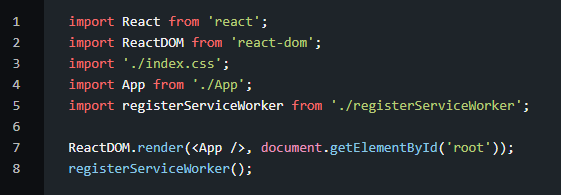 1 import React from 'react';
2 import ReactDOM from 'react-dom';
3 import './index.css';
4 import App from './App';
5 import registerServiceWorker from './registerServiceWorker';
6
7 ReactDOM.render(<App />, document.getElementById('root'));
8 registerServiceWorker();